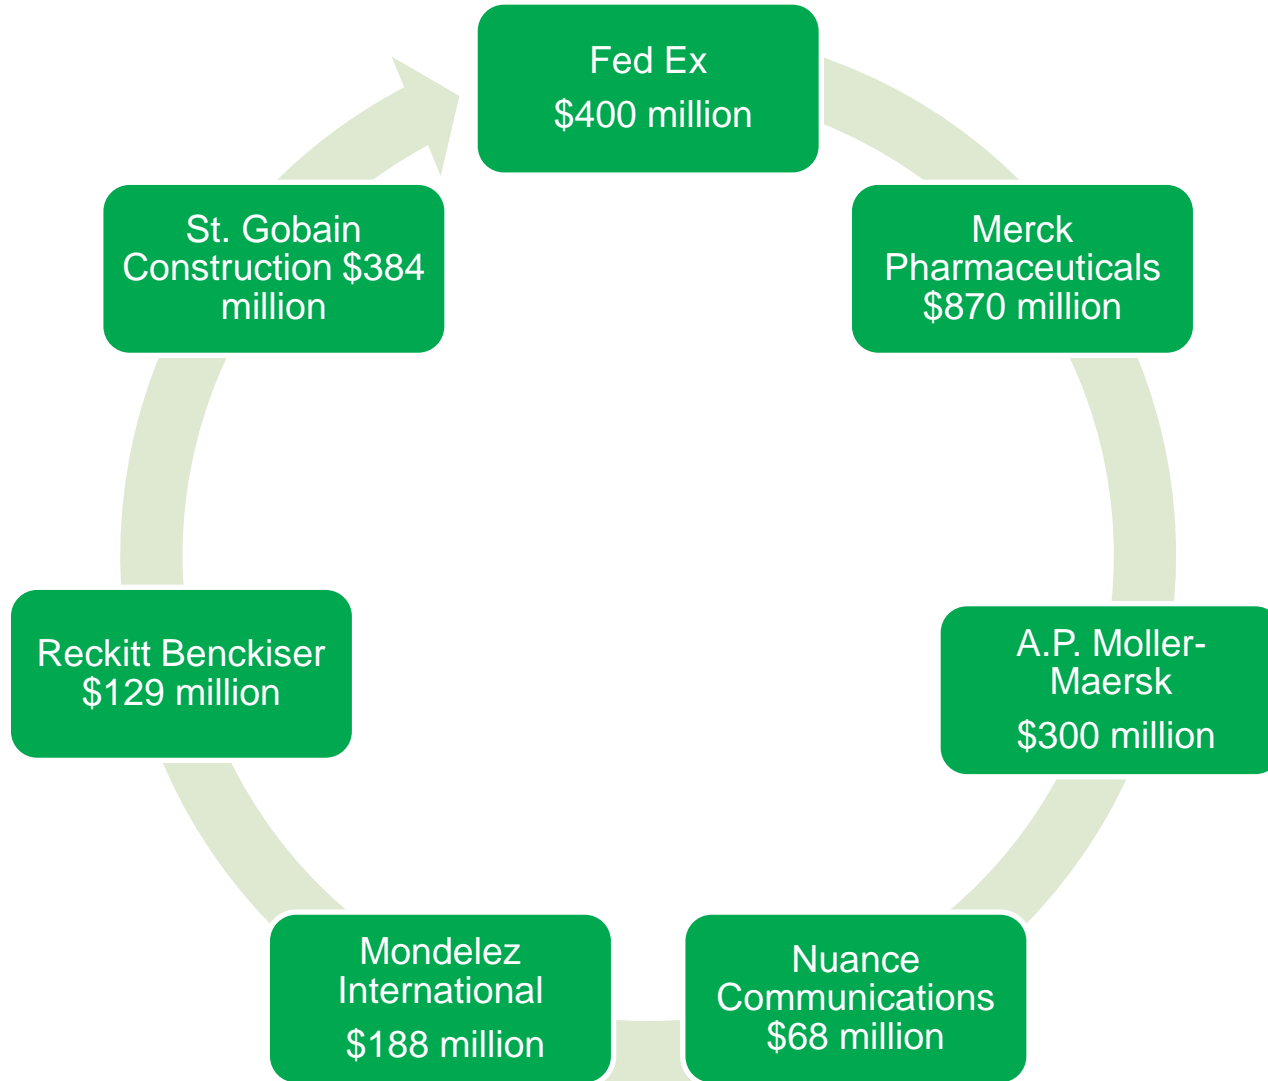 Fed Ex
$400 million
Merck
Pharmaceuticals
$870 million
A.P. Moller-
Maersk
$300 million
Nuance
Communications
$68 million
Mondelez
International
$188 million
Reckitt Benckiser
$129 million
St. Gobain
Construction $384
million